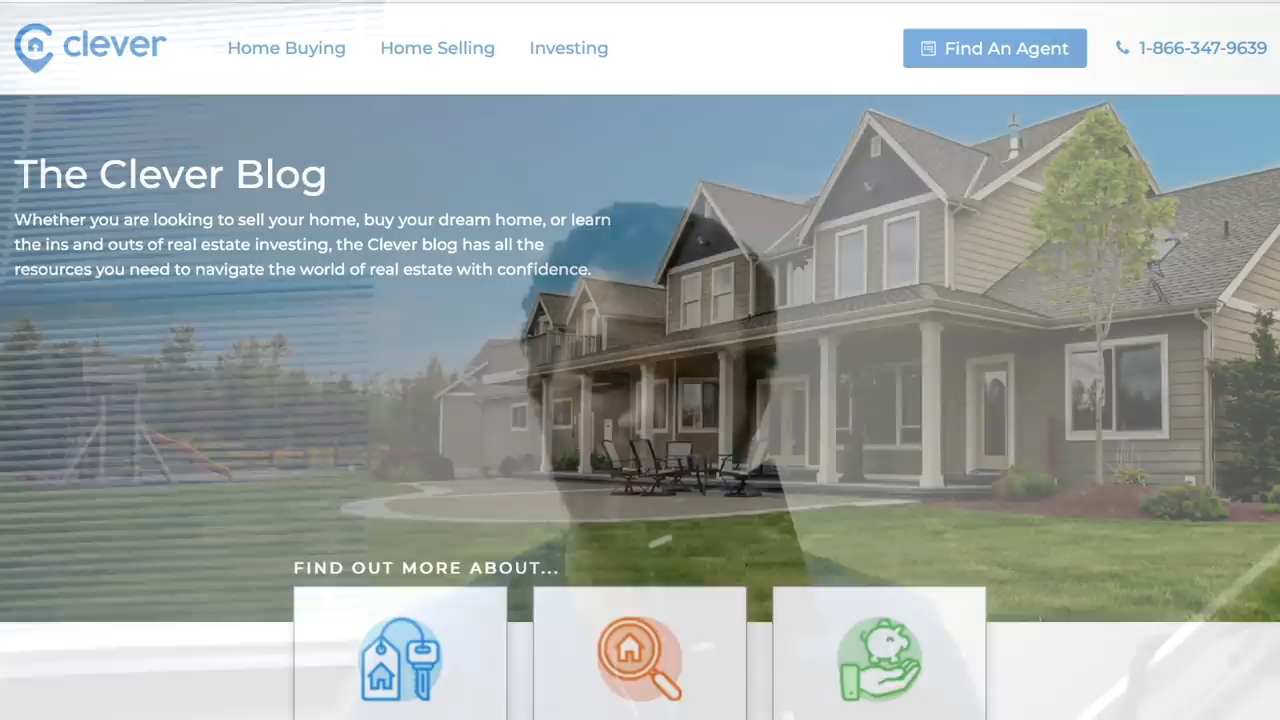 clever
Home Buying
Home Selling
Investing
Find An Agent
1-866-347-9639
The Clever Blog
Whether you are looking to sell your home, buy your dream home, or learn
the ins and outs of real estate investing, the Clever blog has all the
resources you need to navigate the world of real estate with confidence.
FIND OUT MORE ABOUT...